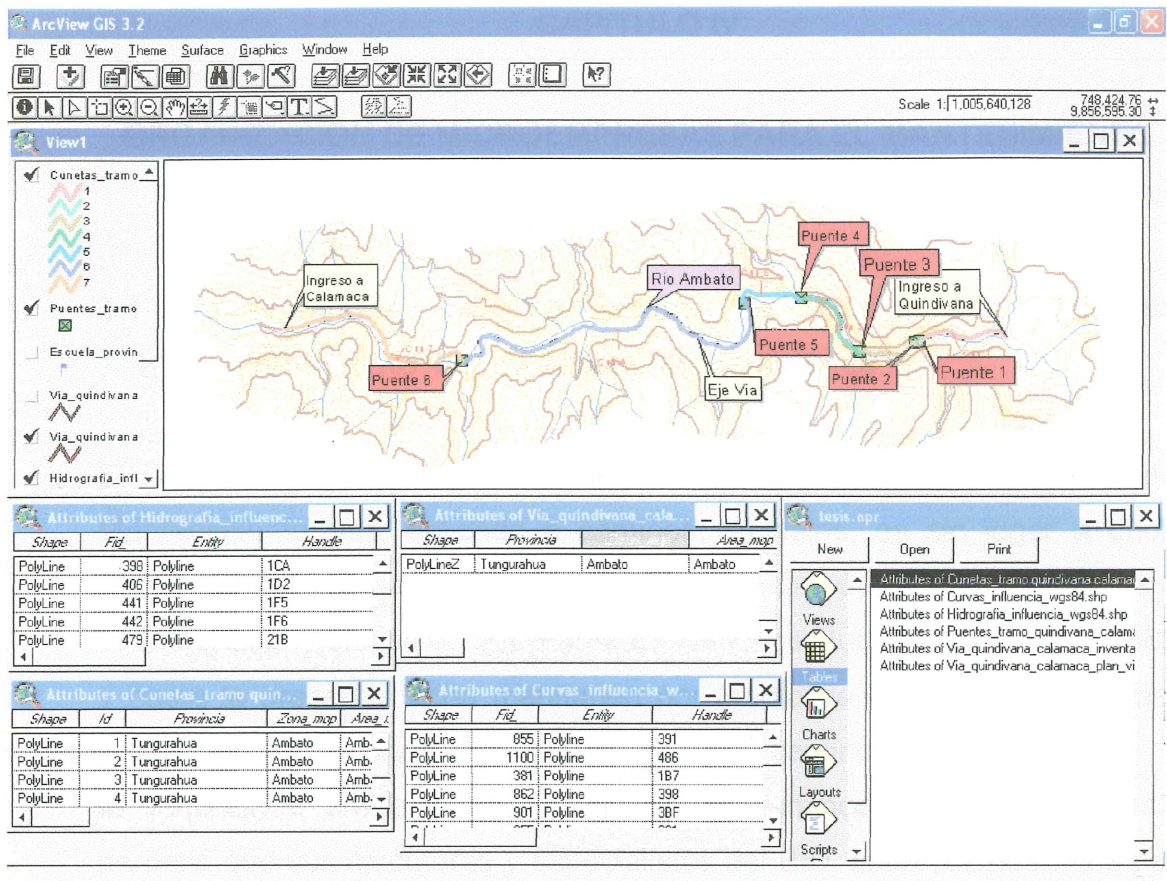 ArcView GIS 3.2
File Edit View Theme Surface Graphics Window Help
Scale 1: 1,005,640,128
748,424.76
9,856,595.30
View1
Cunetas_tramo
1
2
3
4
5
6
7
Puentes_tramo
Escuela_provin
Via_quindivana
Via_quindivana
Hidrografia_infl
Ingreso a
Calamaca
Rio Ambato
Puente 4
Puente 3
Ingreso a
Quindivana
Puente 5
Puente 6
Puente 2
Puente 1
Eje Via
Attributes of Hidrografia_influenc...
Shape Fid_ Entity Handle
PolyLine 398 Polyline 1CA
PolyLine 406 Polyline 1D2
PolyLine 441 Polyline 1F5
PolyLine 442 Polyline 1F6
PolyLine 479 Polyline 21B
Attributes of Via_quindivana_cala...
Shape Provincia Area_mop
PolyLineZ Tungurahua Ambato Ambato
Attributes of Cunetas_tramo quin...
Shape Id Provincia Zona_mop
PolyLine 1 Tungurahua Ambato Amb
PolyLine 2 Tungurahua Ambato Amb
PolyLine 3 Tungurahua Ambato Amb
PolyLine 4 Tungurahua Ambato Amb
Attributes of Curvas_influencia_w...
Shape Fid_ Entity Handle
PolyLine 855 Polyline 391
PolyLine 1100 Polyline 486
PolyLine 381 Polyline 1B7
PolyLine 862 Polyline 398
PolyLine 901 Polyline 3BF
tesis.apr
New Open Print
Views
Tables
Charts
Layouts
Scripts
Attributes of Cunetas_tramo quindivana calamac
Attributes of Curvas_influencia_wgs84.shp
Attributes of Hidrografia_influencia_wgs84.shp
Attributes of Puentes_tramo_quindivana_calama
Attributes of Via_quindivana_calamaca_inventa
Attributes of Via_quindivana_calamaca_plan_vi